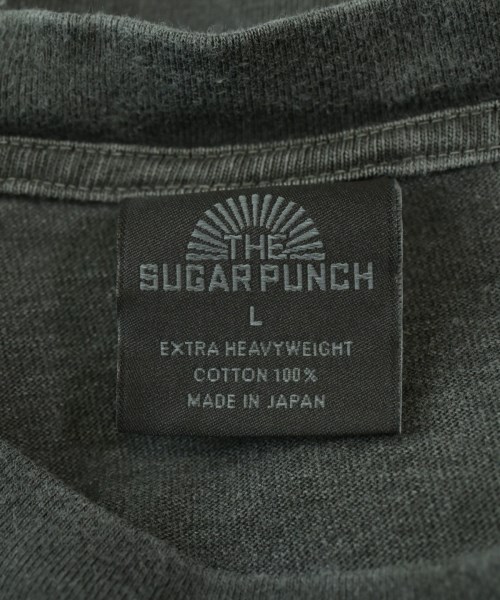 THE
SUGAR PUNCH
L
EXTRA HEAVYWEIGHT
COTTON 100%
MADE IN JAPAN